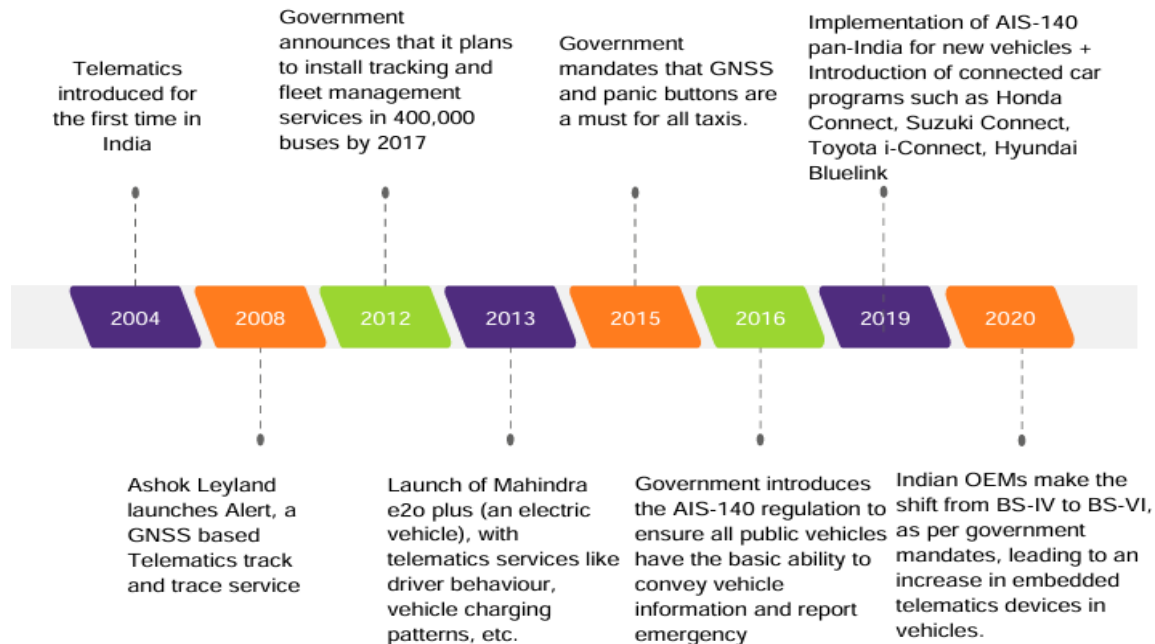 Telematics
introduced for
the first time in
India
Government
announces that it plans
to install tracking and
fleet management
services in 400,000
buses by 2017
Government
mandates that GNSS
and panic buttons are
a must for all taxis.
Implementation of AIS-140
pan-India for new vehicles +
Introduction of connected car
programs such as Honda
Connect, Suzuki Connect,
Toyota i-Connect, Hyundai
Bluelink
2004
2008
2012
2013
2015
2016
2019
2020
Ashok Leyland
launches Alert, a
GNSS based
Telematics track
and trace service
Launch of Mahindra
e2o plus (an electric
vehicle), with
telematics services like
driver behaviour,
vehicle charging
patterns, etc.
Government introduces
the AIS-140 regulation to
ensure all public vehicles
have the basic ability to
convey vehicle
information and report
emergency
Indian OEMs make the
shift from BS-IV to BS-VI,
as per government
mandates, leading to an
increase in embedded
telematics devices in
vehicles.